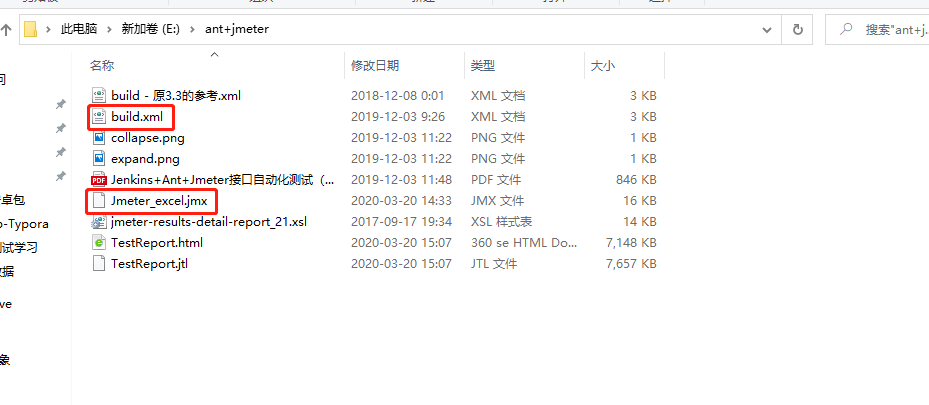 此电脑 › 新加卷 (E:) › ant+jmeter
搜索"ant+j...
名称 修改日期 类型 大小
build - 原3.3的参考.xml 2018-12-08 0:01 XML 文档 3 KB
build.xml 2019-12-03 9:26 XML 文档 3 KB
collapse.png 2019-12-03 11:22 PNG 文件 1 KB
expand.png 2019-12-03 11:22 PNG 文件 1 KB
PDF Jenkins+Ant+Jmeter接口自动化测试（... 2019-12-03 11:48 PDF 文件 846 KB
Jmeter_excel.jmx 2020-03-20 14:33 JMX 文件 16 KB
jmeter-results-detail-report_21.xsl 2017-09-17 19:34 XSL 样式表 14 KB
TestReport.html 2020-03-20 15:07 360 se HTML Do... 7,148 KB
TestReport.jtl 2020-03-20 15:07 JTL 文件 7,657 KB
卓包
-Typora
试学习
数据
ve
象